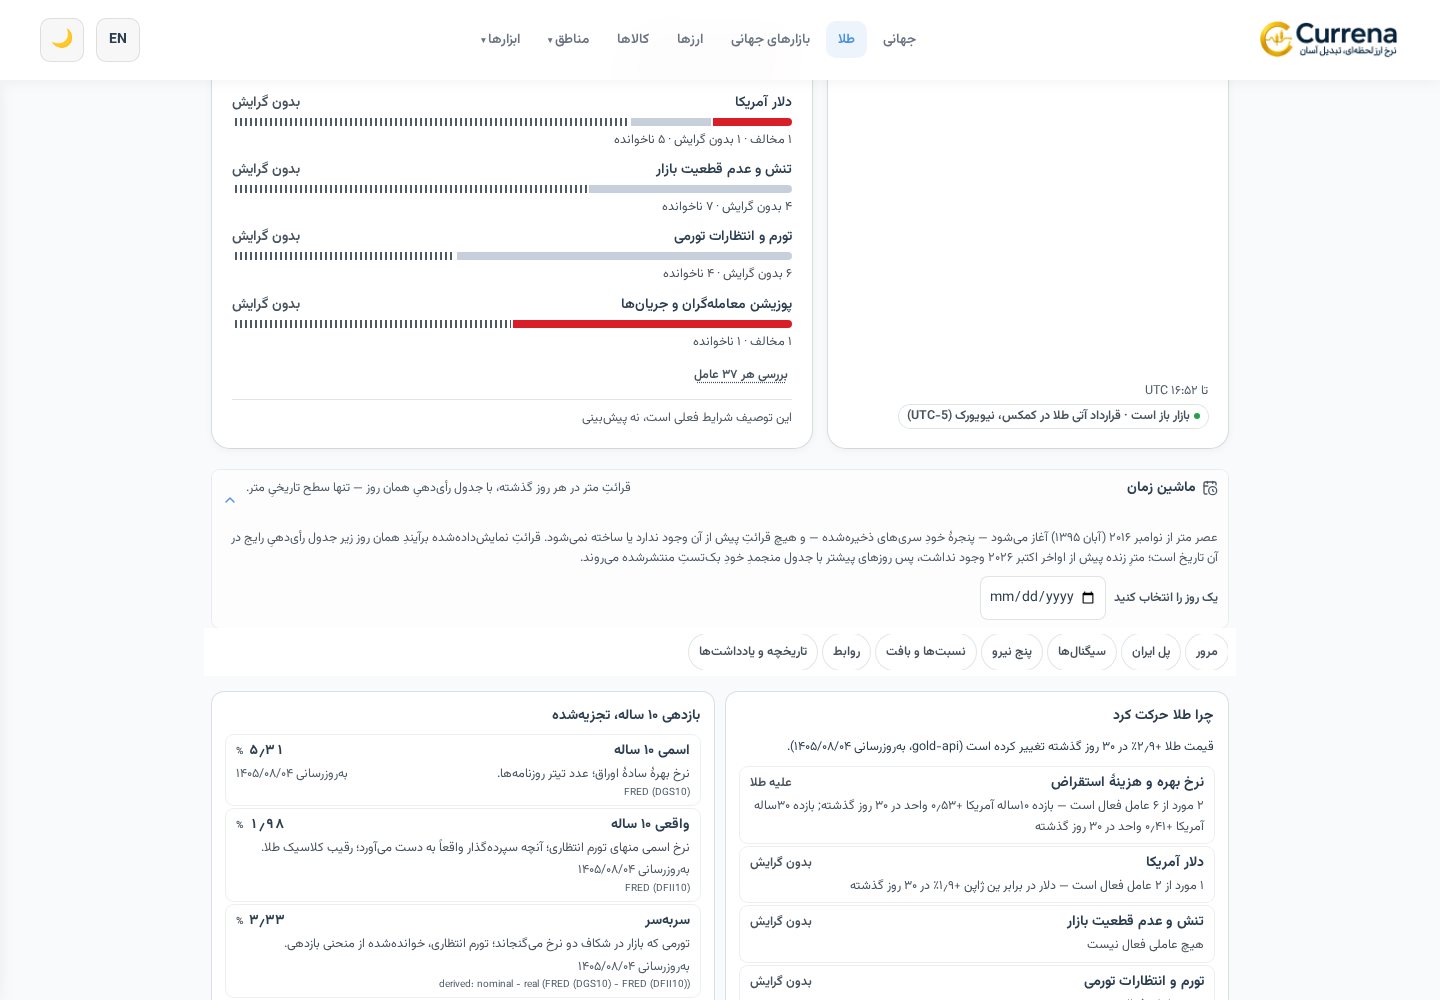 Currena
نرخ ارز لحظه‌ای، تبدیل آسان
جهانی
طلا
بازارهای جهانی
ارزها
کالاها
مناطق ▾
ابزارها ▾
EN
دلار آمریکا
بدون گرایش
۱ مخالف · ۱ بدون گرایش · ۵ ناخوانده
تنش و عدم قطعیت بازار
بدون گرایش
۴ بدون گرایش · ۷ ناخوانده
تورم و انتظارات تورمی
بدون گرایش
۶ بدون گرایش · ۴ ناخوانده
پوزیشن معامله‌گران و جریان‌ها
بدون گرایش
۱ مخالف · ۱ ناخوانده
بررسی هر ۳۷ عامل
این توصیف شرایط فعلی است، نه پیش‌بینی
تا ۱۶:۵۲ UTC
بازار باز است · قرارداد آتی طلا در کمکس، نیویورک (UTC-5)
ماشین زمان
قرائتِ متر در هر روز گذشته، با جدول رأی‌دهیِ همان روز — تنها سطح تاریخیِ متر.
عصر متر از نوامبر ۲۰۱۶ (آبان ۱۳۹۵) آغاز می‌شود — پنجرهٔ خودِ سری‌های ذخیره‌شده — و هیچ قرائتِ پیش از آن وجود ندارد یا ساخته نمی‌شود. قرائتِ نمایش‌داده‌شده برآیندِ همان روز زیر جدول رأی‌دهیِ رایج در
آن تاریخ است؛ مترِ زنده پیش از اواخر اکتبر ۲۰۲۶ وجود نداشت، پس روزهای پیشتر با جدول منجمدِ خودِ بک‌تستِ منتشرشده می‌روند.
یک روز را انتخاب کنید
mm/dd/yyyy
مرور
پل ایران
سیگنال‌ها
پنج نیرو
نسبت‌ها و بافت
روابط
تاریخچه و یادداشت‌ها
چرا طلا حرکت کرد
قیمت طلا +۲٫۹٪ در ۳۰ روز گذشته تغییر کرده است (gold-api، به‌روزرسانی ۱۴۰۵/۰۸/۰۴).
نرخ بهره و هزینهٔ استقراض
علیه طلا
۲ مورد از ۶ عامل فعال است — بازده ۱۰ساله آمریکا +۰٫۵۳ واحد در ۳۰ روز گذشته; بازده ۳۰ساله
آمریکا +۰٫۴۱ واحد در ۳۰ روز گذشته
دلار آمریکا
بدون گرایش
۱ مورد از ۲ عامل فعال است — دلار در برابر ین ژاپن +۱٫۹٪ در ۳۰ روز گذشته
تنش و عدم قطعیت بازار
بدون گرایش
هیچ عاملی فعال نیست
تورم و انتظارات تورمی
بدون گرایش
بازدهی ۱۰ ساله، تجزیه‌شده
اسمی ۱۰ ساله
۵٫۳۱ %
نرخ بهرهٔ سادهٔ اوراق؛ عدد تیتر روزنامه‌ها.
به‌روزرسانی ۱۴۰۵/۰۸/۰۴
FRED (DGS10)
واقعی ۱۰ ساله
۱٫۹۸ %
نرخ اسمی منهای تورم انتظاری؛ آنچه سپرده‌گذار واقعاً به دست می‌آورد؛ رقیب کلاسیک طلا.
به‌روزرسانی ۱۴۰۵/۰۸/۰۴
FRED (DFII10)
سربه‌سر
۳٫۳۳ %
تورمی که بازار در شکاف دو نرخ می‌گنجاند؛ تورم انتظاری، خوانده‌شده از منحنی بازدهی.
به‌روزرسانی ۱۴۰۵/۰۸/۰۴
derived: nominal - real (FRED (DGS10) - FRED (DFII10))